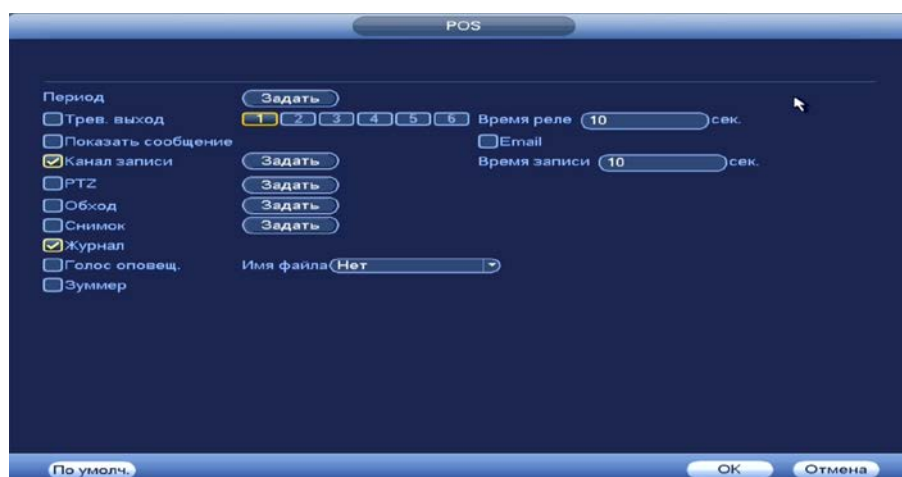 POS
Период Задать
Трев. выход 1 2 3 4 5 6 Время реле 10 сек.
Показать сообщение Email
Канал записи Задать Время записи 10 сек.
PTZ Задать
Обход Задать
Снимок Задать
Журнал
Голос оповещ. Имя файла Нет
Зуммер
По умолч. OK Отмена